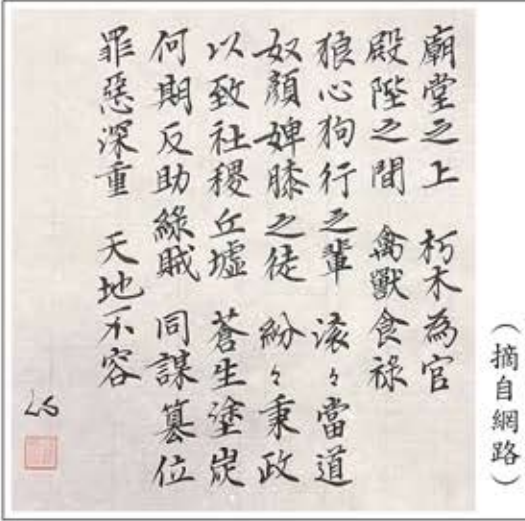 廟堂之上 朽木為官
殿陛之間 禽獸食祿
狼心狗行之輩 滾々當道
奴顏婢膝之徒 紛々秉政
以致社稷丘墟 蒼生塗炭
何期反助綠賊 同謀篡位
罪惡深重 天地不容
（摘自網路）